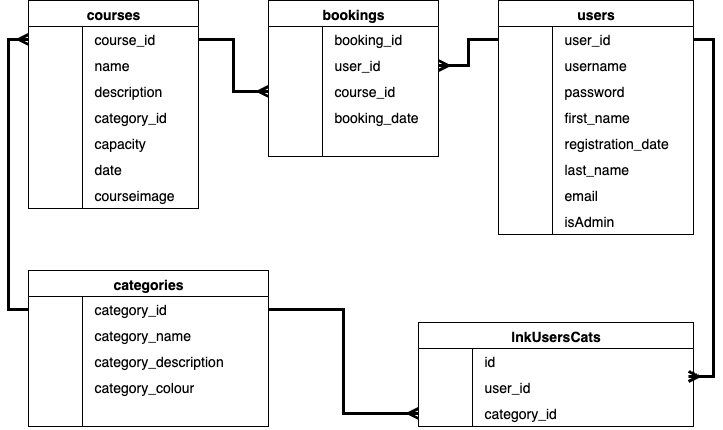 courses
course_id
name
description
category_id
capacity
date
courseimage
bookings
booking_id
user_id
course_id
booking_date
users
user_id
username
password
first_name
registration_date
last_name
email
isAdmin
categories
category_id
category_name
category_description
category_colour
lnkUsersCats
id
user_id
category_id